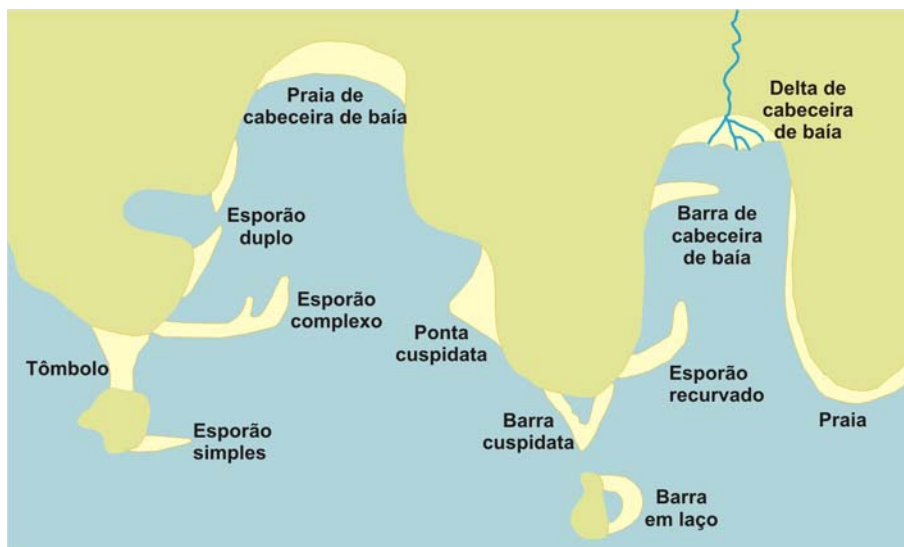 Praia de
cabeceira de baía
Delta de
cabeceira
de baía
Esporão
duplo
Barra de
cabeceira
de baía
Esporão
complexo
Ponta
cuspidata
Tômbolo
Esporão
recurvado
Esporão
simples
Barra
cuspidata
Praia
Barra
em laço